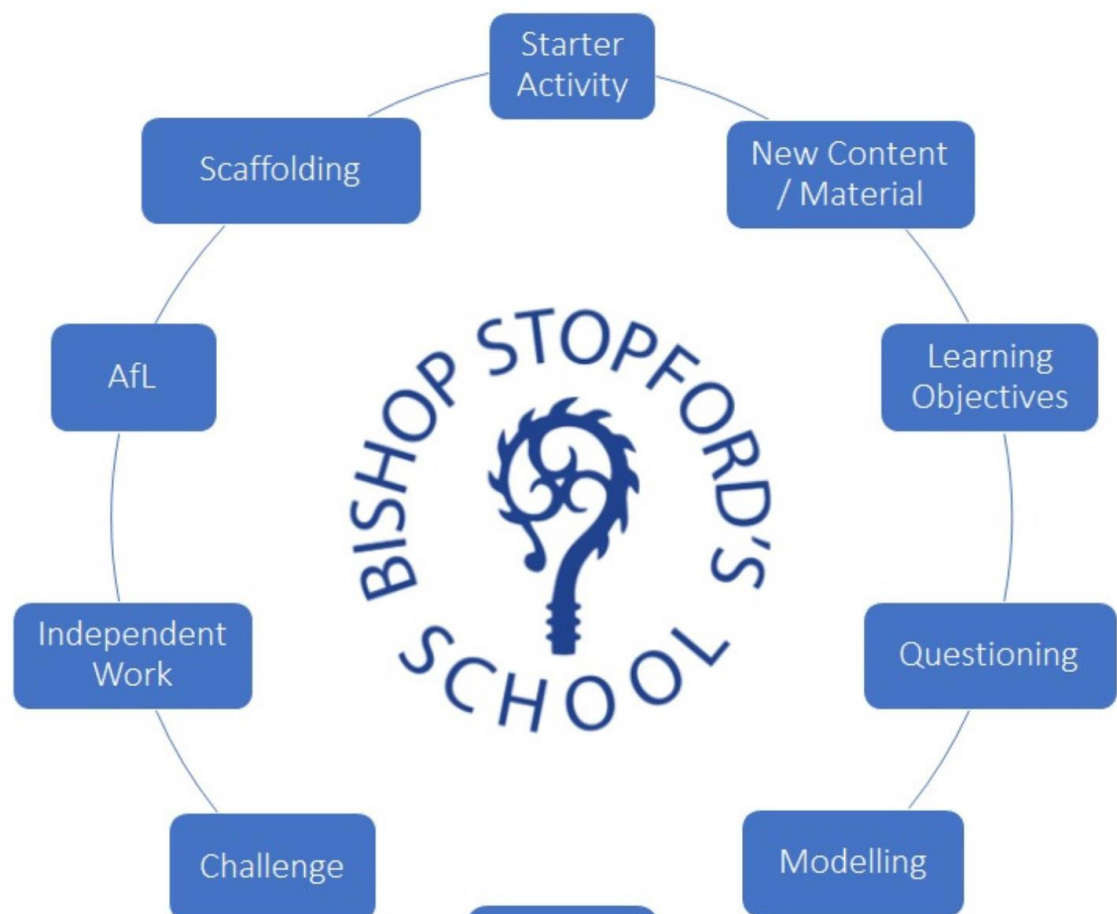 Starter
Activity
New Content
/ Material
Learning
Objectives
Questioning
Modelling
Challenge
Independent
Work
AfL
Scaffolding
BISHOP STOPFORD'S
SCHOOL